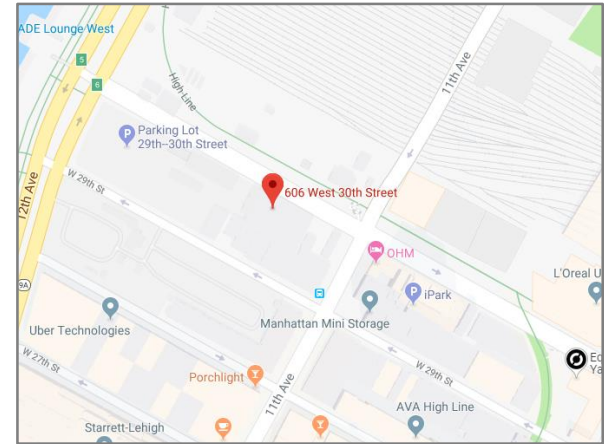 ADE Lounge West
5
6
High Line
11th Ave
P
Parking Lot
29th–30th Street
W 29th St
606 West 30th Street
12th Ave
OHM
L'Oreal U
9A
P
iPark
Uber Technologies
Manhattan Mini Storage
W 27th St
Porchlight
W 29th St
11th Ave
AVA High Line
Starrett-Lehigh